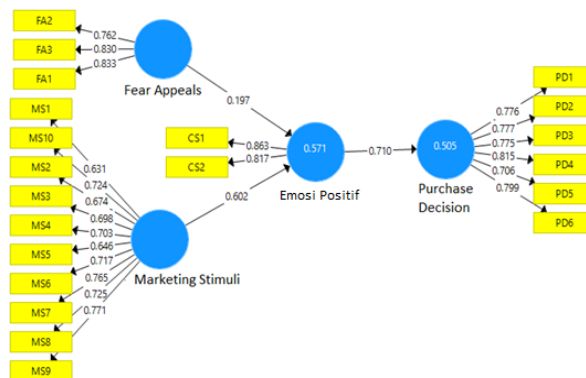 FA2
FA3
FA1
0.762
0.830
0.833
Fear Appeals
0.197
MS1
MS10
MS2
MS3
MS4
MS5
MS6
MS7
MS8
MS9
0.631
0.724
0.674
0.698
0.703
0.646
0.717
0.765
0.725
0.771
Marketing Stimuli
0.602
CS1
CS2
0.863
0.817
0.571
Emosi Positif
0.710
0.505
Purchase
Decision
0.776
0.777
0.775
0.815
0.706
0.799
PD1
PD2
PD3
PD4
PD5
PD6